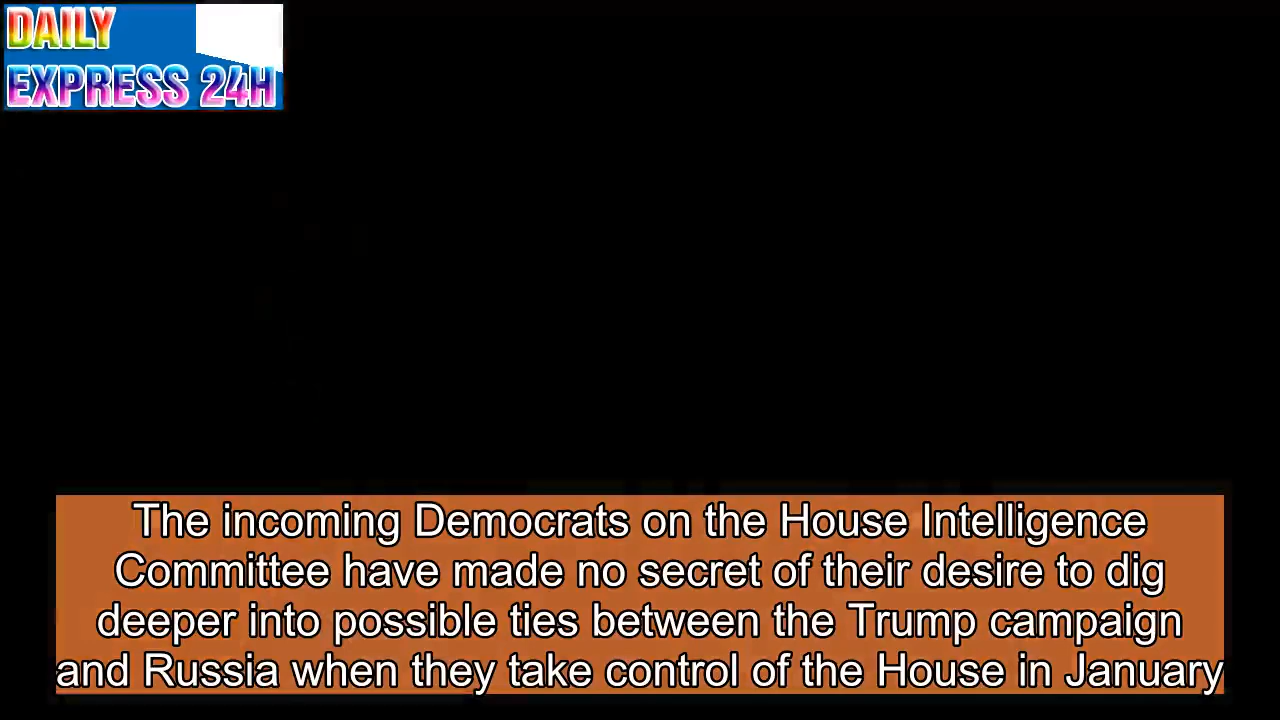 DAILY
EXPRESS 24H
The incoming Democrats on the House Intelligence
Committee have made no secret of their desire to dig
deeper into possible ties between the Trump campaign
and Russia when they take control of the House in January